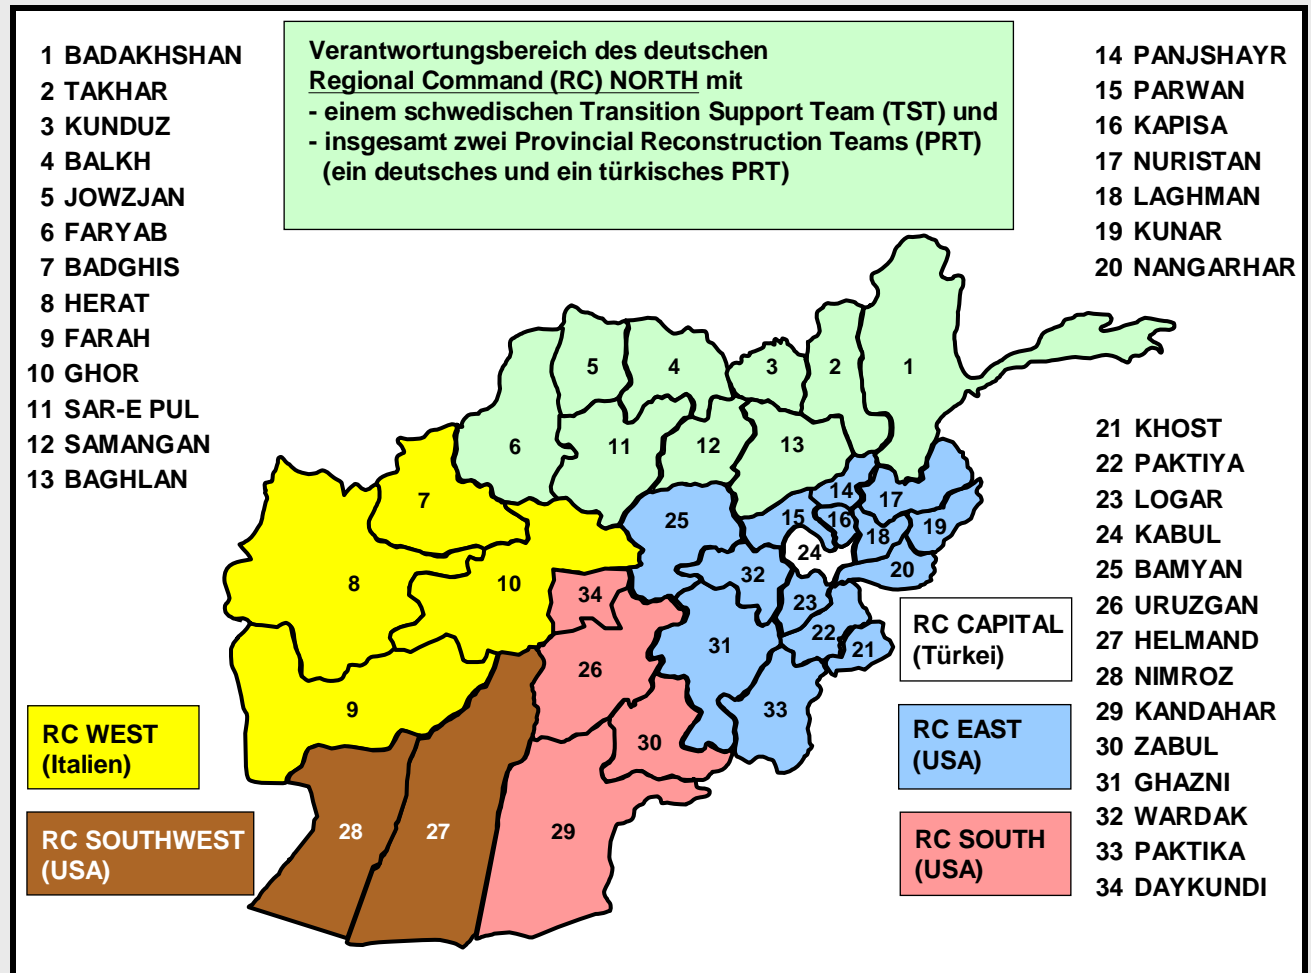 1 BADAKHSHAN
2 TAKHAR
3 KUNDUZ
4 BALKH
5 JOWZJAN
6 FARYAB
7 BADGHIS
8 HERAT
9 FARAH
10 GHOR
11 SAR-E PUL
12 SAMANGAN
13 BAGHLAN
Verantwortungsbereich des deutschen
Regional Command (RC) NORTH mit
- einem schwedischen Transition Support Team (TST) und
- insgesamt zwei Provincial Reconstruction Teams (PRT)
(ein deutsches und ein türkisches PRT)
14 PANJSHAYR
15 PARWAN
16 KAPISA
17 NURISTAN
18 LAGHMAN
19 KUNAR
20 NANGARHAR
21 KHOST
22 PAKTIYA
23 LOGAR
24 KABUL
25 BAMYAN
26 URUZGAN
27 HELMAND
28 NIMROZ
29 KANDAHAR
30 ZABUL
31 GHAZNI
32 WARDAK
33 PAKTIKA
34 DAYKUNDI
5
4
3
2
1
6
11
12
13
7
25
14
17
15
16
18
19
24
20
8
10
34
32
23
22
21
31
26
9
33
30
28
27
29
RC WEST
(Italien)
RC SOUTHWEST
(USA)
RC CAPITAL
(Türkei)
RC EAST
(USA)
RC SOUTH
(USA)